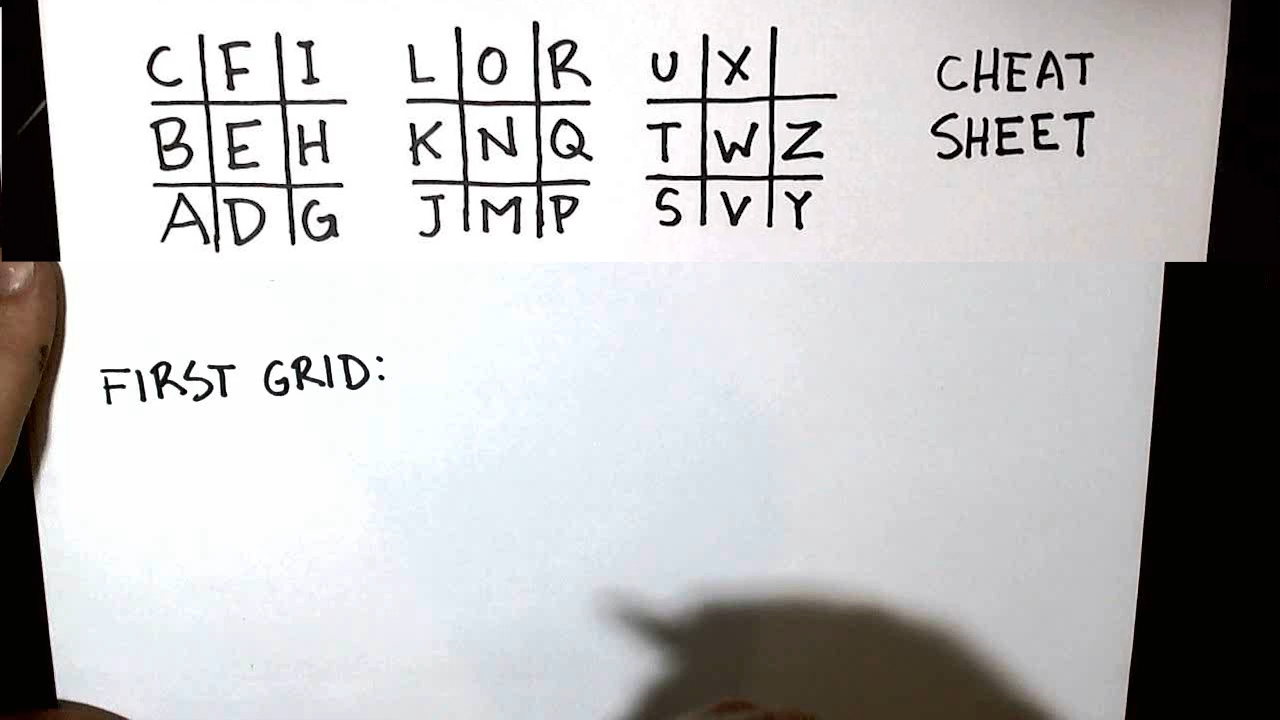 C F I L O R U X CHEAT
B E H K N Q T W Z SHEET
A D G J M P S V Y
FIRST GRID: